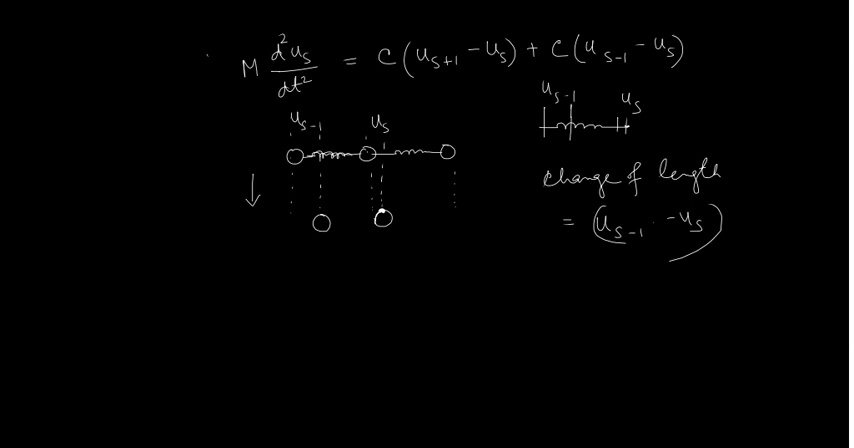 M d²u_s/dt² = C(u_{s+1} - u_s) + C(u_{s-1} - u_s)
u_{s-1} u_s
u_{s-1} u_s
change of length
= (u_{s-1} - u_s)